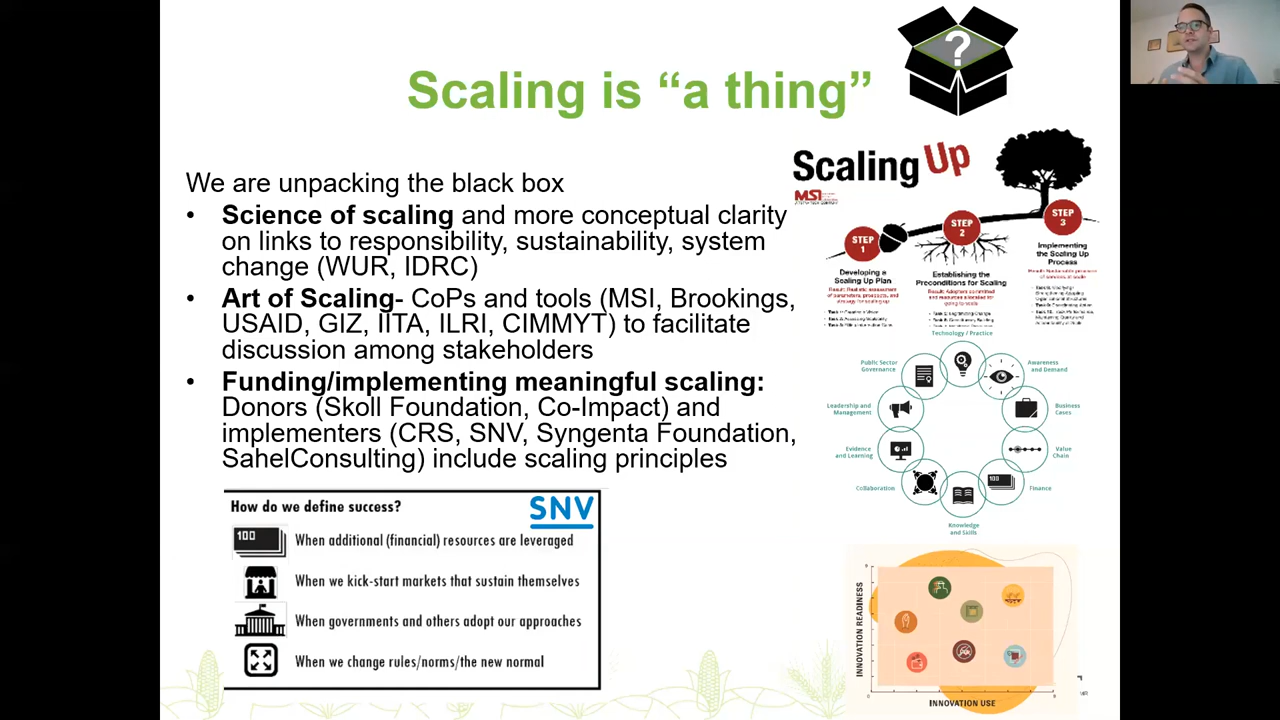 ?
Scaling is “a thing”
We are unpacking the black box
• Science of scaling and more conceptual clarity
on links to responsibility, sustainability, system
change (WUR, IDRC)
• Art of Scaling- CoPs and tools (MSI, Brookings,
USAID, GIZ, IITA, ILRI, CIMMYT) to facilitate
discussion among stakeholders
• Funding/implementing meaningful scaling:
Donors (Skoll Foundation, Co-Impact) and
implementers (CRS, SNV, Syngenta Foundation,
SahelConsulting) include scaling principles
How do we define success?
SNV
100
When additional (financial) resources are leveraged
When we kick-start markets that sustain themselves
When governments and others adopt our approaches
When we change rules/norms/the new normal
Scaling Up
MSI
STEP
1
Developing a
Scaling Up Plan
STEP
2
Establishing the
Preconditions for Scaling
STEP
3
Implementing
the Scaling Up
Process
Technology / Practice
Awareness
and Demand
Business
Cases
Value
Chain
Finance
100
Knowledge
and Skills
Collaboration
Evidence
and Learning
Leadership and
Management
Public Sector
Governance
INNOVATION READINESS
9
0
9
INNOVATION USE